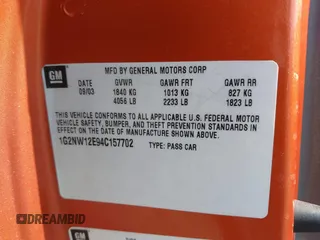 GM
MFD BY GENERAL MOTORS CORP
DATE GVWR GAWR FRT GAWR RR
09/03 1840 KG 1013 KG 827 KG
4056 LB 2233 LB 1823 LB
THIS VEHICLE CONFORMS TO ALL APPLICABLE U.S. FEDERAL MOTOR
VEHICLE SAFETY, BUMPER, AND THEFT PREVENTION STANDARDS IN
EFFECT ON THE DATE OF MANUFACTURE SHOWN ABOVE.
1G2NW12E94C157702 TYPE: PASS CAR
GM
DREAMBID